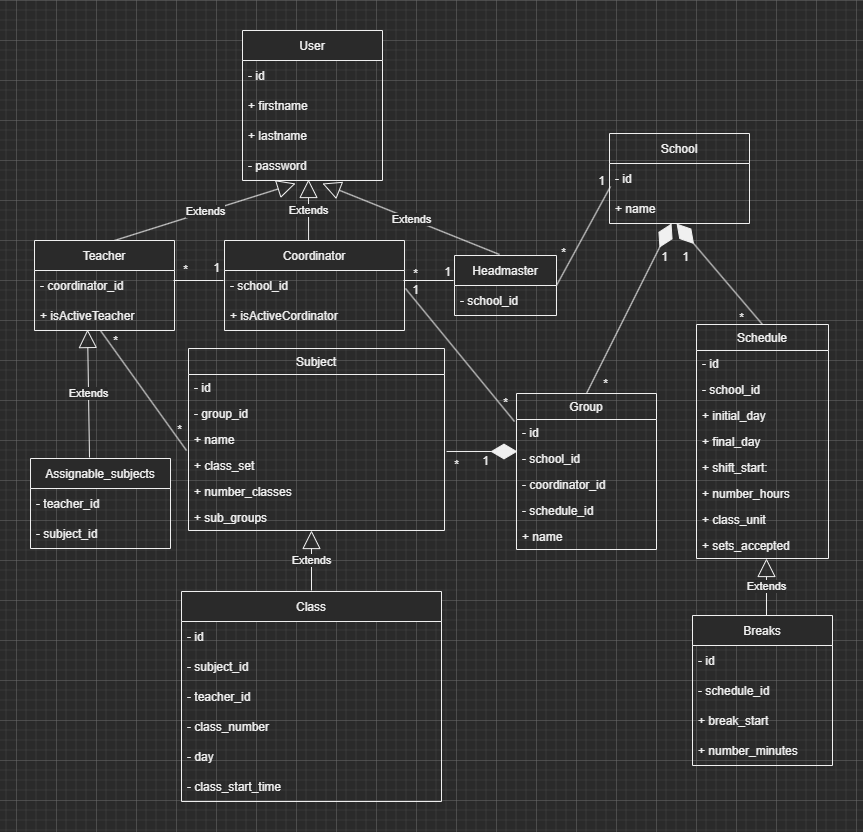 User
- id
+ firstname
+ lastname
- password
School
- id
+ name
1
Extends
Extends
Extends
Teacher
- coordinator_id
+ isActiveTeacher
*
1
Coordinator
- school_id
+ isActiveCordinator
*
1
1
Headmaster
- school_id
*
1
1
*
*
*
*
Subject
- id
- group_id
+ name
+ class_set
+ number_classes
+ sub_groups
Extends
*
*
1
Group
- id
- school_id
- coordinator_id
- schedule_id
+ name
Schedule
- id
- school_id
+ initial_day
+ final_day
+ shift_start:
+ number_hours
+ class_unit
+ sets_accepted
Assignable_subjects
- teacher_id
- subject_id
Extends
Extends
Class
- id
- subject_id
- teacher_id
- class_number
- day
- class_start_time
Breaks
- id
- schedule_id
+ break_start
+ number_minutes